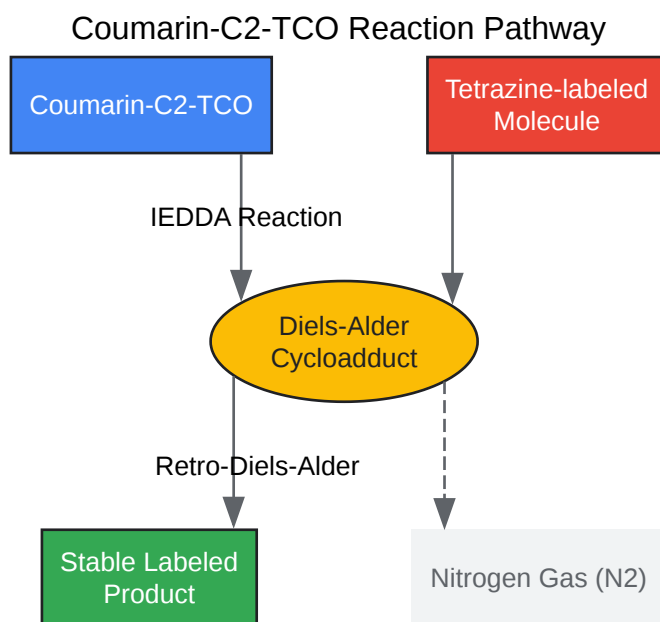 Coumarin-C2-TCO Reaction Pathway
Coumarin-C2-TCO
Tetrazine-labeled
Molecule
IEDDA Reaction
Diels-Alder
Cycloadduct
Retro-Diels-Alder
Stable Labeled
Product
Nitrogen Gas (N2)